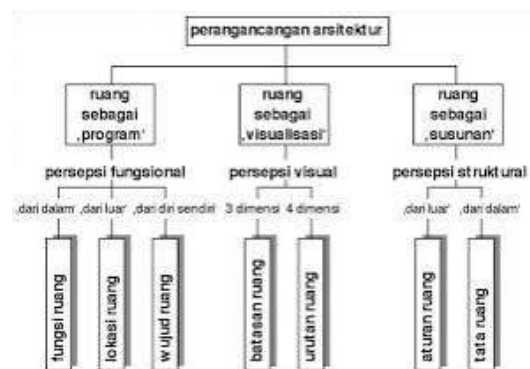 perangancangan arsitektur
ruang
sebagai
‚program‘
ruang
sebagai
‚visualisasi‘
ruang
sebagai
‚susunan‘
persepsi fungsional
persepsi visual
persepsi struktural
‚dari dalam‘ ‚dari luar‘ ‚dari diri sendiri‘ 3 dimensi 4 dimensi ‚dari luar‘ ‚dari dalam‘
fungsi ruang
lokasi ruang
wujud ruang
batasan ruang
urutan ruang
aturan ruang
tata ruang